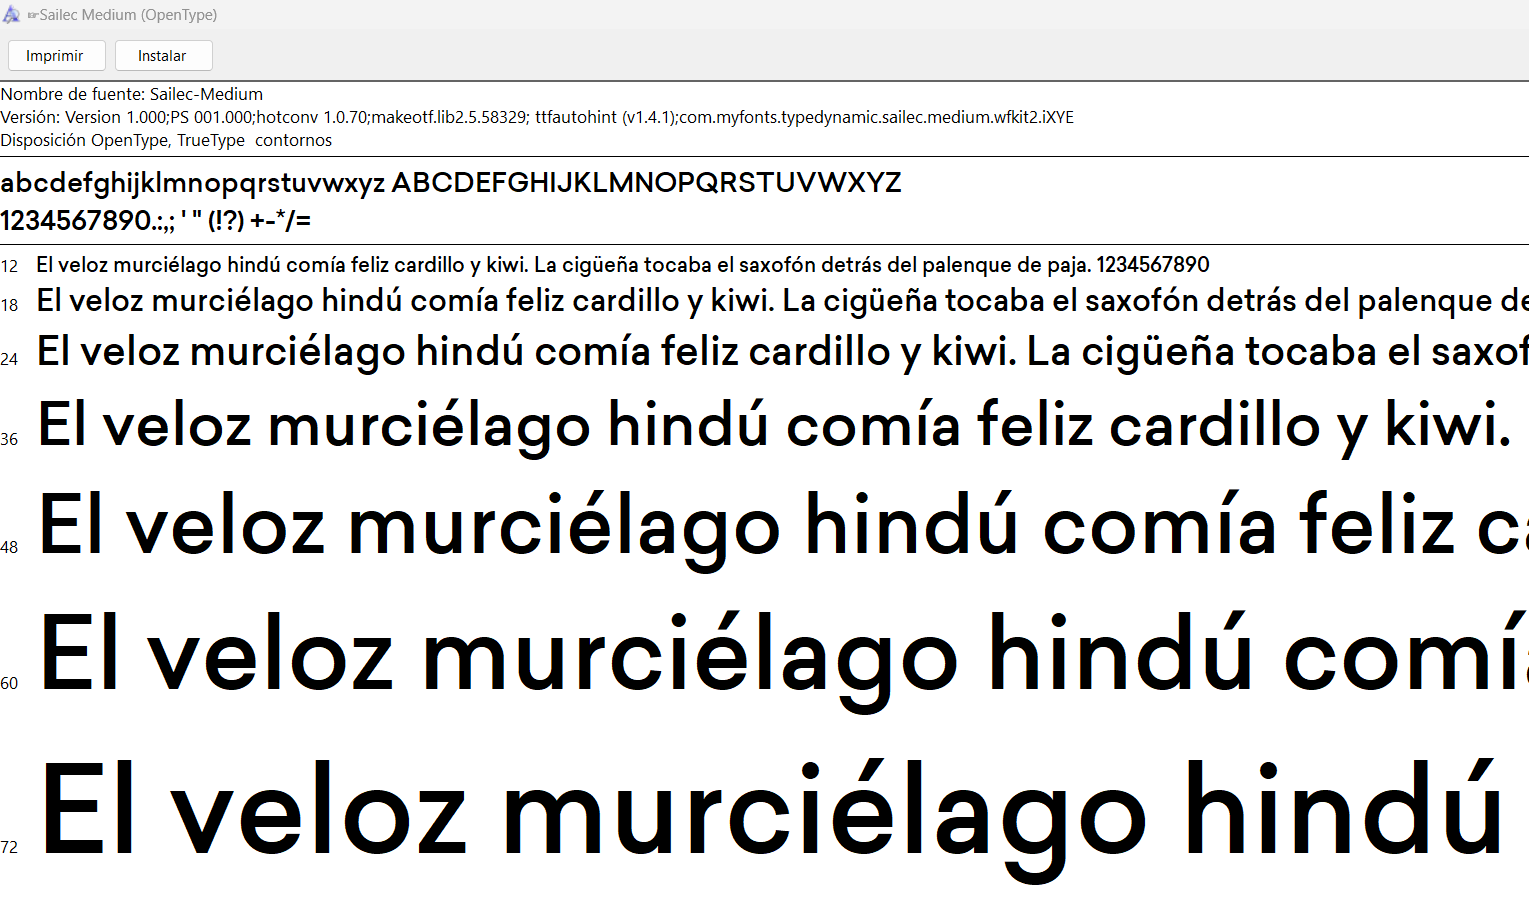 ☞Sailec Medium (OpenType)
Imprimir Instalar
Nombre de fuente: Sailec-Medium
Versión: Version 1.000;PS 001.000;hotconv 1.0.70;makeotf.lib2.5.58329; ttfautohint (v1.4.1);com.myfonts.typedynamic.sailec.medium.wfkit2.iXYE
Disposición OpenType, TrueType contornos
abcdefghijklmnopqrstuvwxyz ABCDEFGHIJKLMNOPQRSTUVWXYZ
1234567890.:,; ' " (!?) +-*/=
12 El veloz murciélago hindú comía feliz cardillo y kiwi. La cigüeña tocaba el saxofón detrás del palenque de paja. 1234567890
18 El veloz murciélago hindú comía feliz cardillo y kiwi. La cigüeña tocaba el saxofón detrás del palenque de
24 El veloz murciélago hindú comía feliz cardillo y kiwi. La cigüeña tocaba el saxof
36 El veloz murciélago hindú comía feliz cardillo y kiwi.
48 El veloz murciélago hindú comía feliz ca
60 El veloz murciélago hindú comía
72 El veloz murciélago hindú